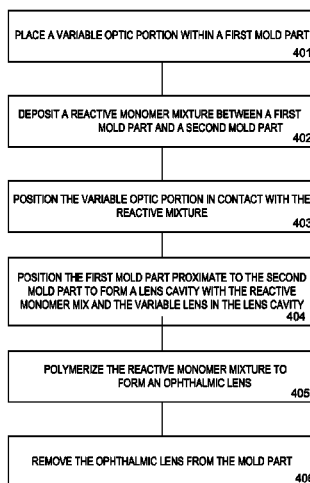 PLACE A VARIABLE OPTIC PORTION WITHIN A FIRST MOLD PART
401
DEPOSIT A REACTIVE MONOMER MIXTURE BETWEEN A FIRST
MOLD PART AND A SECOND MOLD PART
402
POSITION THE VARIABLE OPTIC PORTION IN CONTACT WITH THE
REACTIVE MIXTURE
403
POSITION THE FIRST MOLD PART PROXIMATE TO THE SECOND
MOLD PART TO FORM A LENS CAVITY WITH THE REACTIVE
MONOMER MIX AND THE VARIABLE LENS IN THE LENS CAVITY
404
POLYMERIZE THE REACTIVE MONOMER MIXTURE TO
FORM AN OPHTHALMIC LENS
405
REMOVE THE OPHTHALMIC LENS FROM THE MOLD PART
406